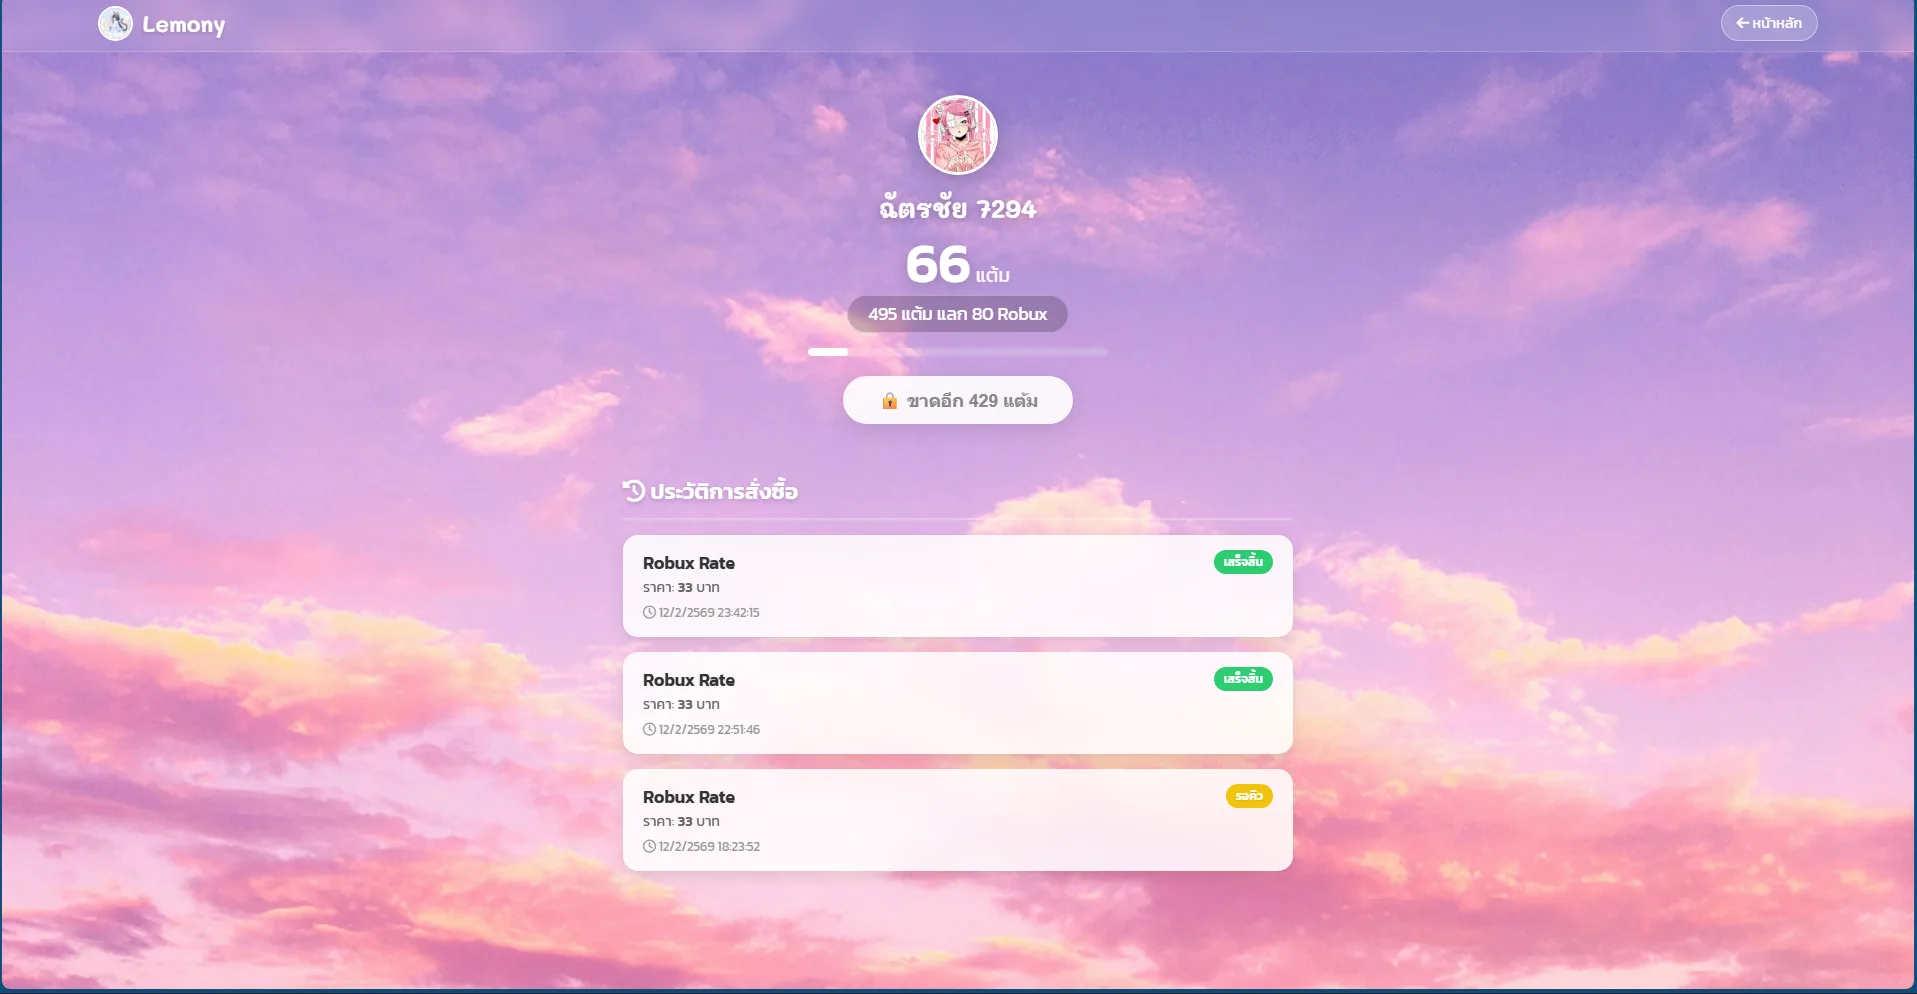 Lemony
หน้าหลัก
ฉัตรชัย 7294
66 แต้ม
495 แต้ม แลก 80 Robux
ขาดอีก 429 แต้ม
ประวัติการสั่งซื้อ
Robux Rate
เสร็จสิ้น
ราคา: 33 บาท
12/2/2569 23:42:15
Robux Rate
เสร็จสิ้น
ราคา: 33 บาท
12/2/2569 22:51:46
Robux Rate
รอคิว
ราคา: 33 บาท
12/2/2569 18:23:52